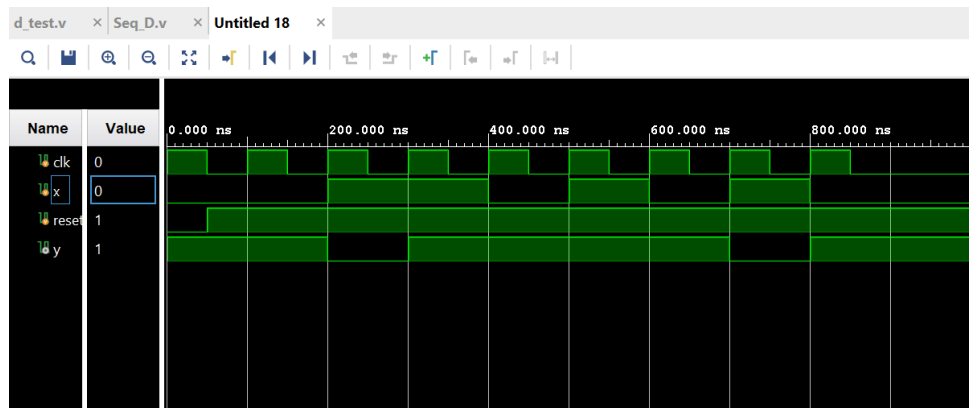 d_test.v × Seq_D.v × Untitled 18 ×
Name Value 0.000 ns 200.000 ns 400.000 ns 600.000 ns 800.000 ns
clk 0
x 0
reset 1
y 1